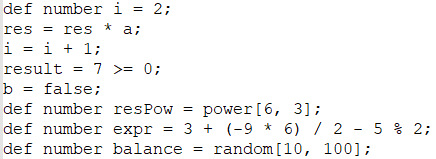 def number i = 2;
res = res * a;
i = i + 1;
result = 7 >= 0;
b = false;
def number resPow = power[6, 3];
def number expr = 3 + (-9 * 6) / 2 - 5 % 2;
def number balance = random[10, 100];